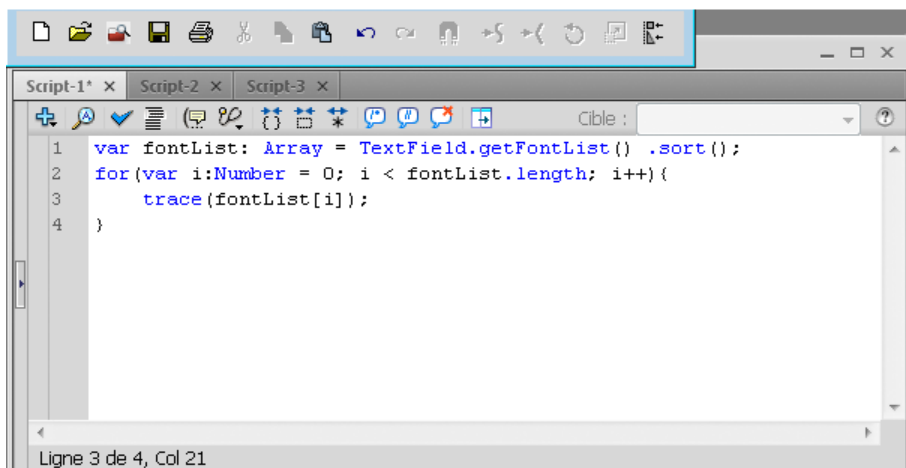 Script-1* × Script-2 × Script-3 ×
Cible :
1 var fontList: Array = TextField.getFontList() .sort();
2 for(var i:Number = 0; i < fontList.length; i++){
3 trace(fontList[i]);
4 }
Ligne 3 de 4, Col 21